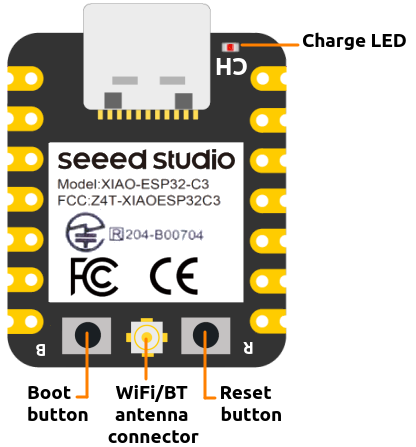 Charge LED
CH
seeed studio
Model:XIAO-ESP32-C3
FCC:Z4T-XIAOESP32C3
R 204-B00704
FC CE
B
R
Boot
button
WiFi/BT
antenna
connector
Reset
button